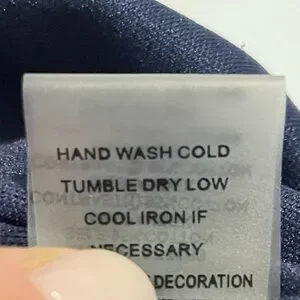 HAND WASH COLD
TUMBLE DRY LOW
COOL IRON IF
NECESSARY
DECORATION